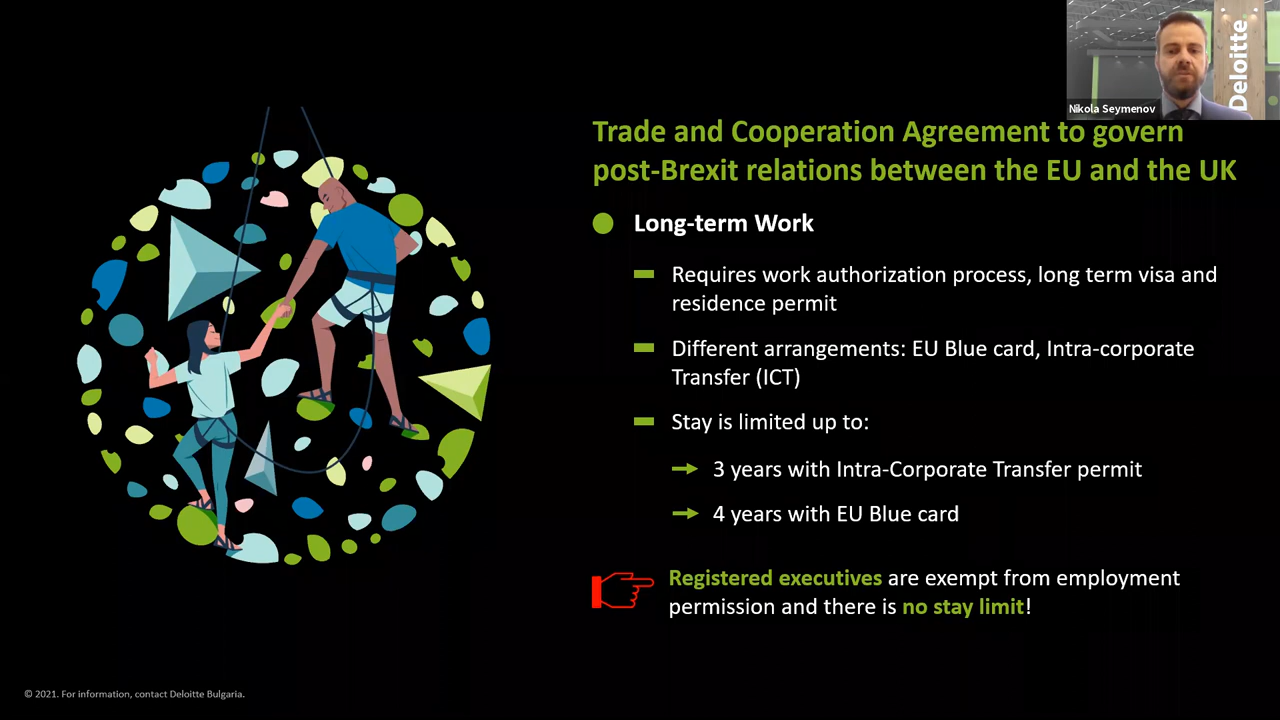 Deloitte.
Nikola Seymenov
Trade and Cooperation Agreement to govern
post-Brexit relations between the EU and the UK
Long-term Work
Requires work authorization process, long term visa and
residence permit
Different arrangements: EU Blue card, Intra-corporate
Transfer (ICT)
Stay is limited up to:
3 years with Intra-Corporate Transfer permit
4 years with EU Blue card
Registered executives are exempt from employment
permission and there is no stay limit!
© 2021. For information, contact Deloitte Bulgaria.